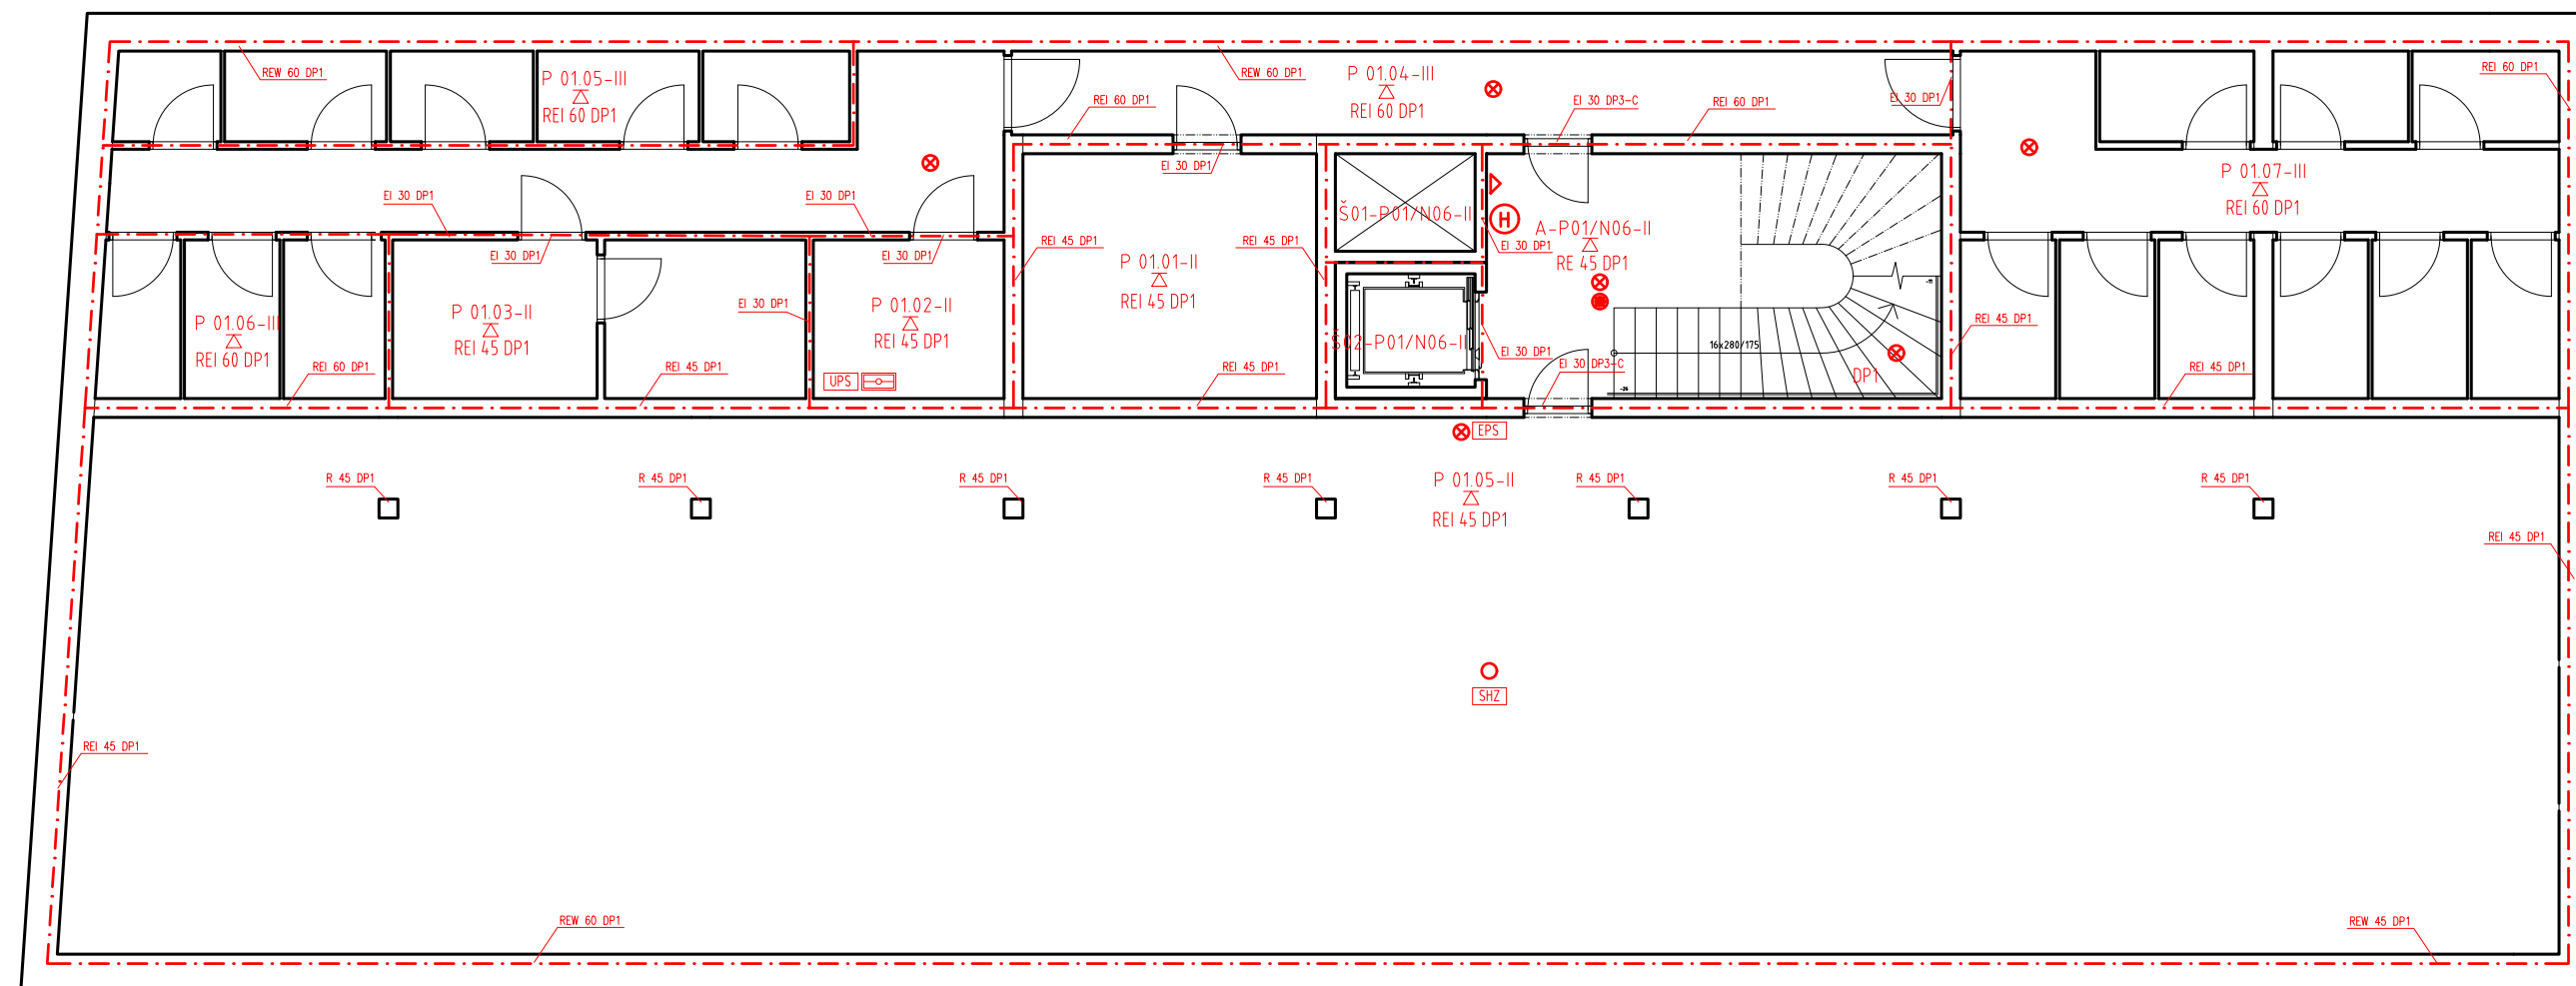 REW 60 DP1
P 01.05-III
REI 60 DP1
REW 60 DP1
P 01.04-III
REI 60 DP1
REI 60 DP1
EI 30 DP3-C
REI 60 DP1
EI 30 DP1
REI 60 DP1
EI 30 DP1
P 01.07-III
REI 60 DP1
EI 30 DP1
EI 30 DP1
EI 30 DP1
EI 30 DP1
REI 45 DP1
REI 45 DP1
Š01-P01/N06-II
H
EI 30 DP1
A-P01/N06-II
RE 45 DP1
P 01.01-II
REI 45 DP1
EI 30 DP1
P 01.02-II
REI 45 DP1
P 01.03-II
REI 45 DP1
P 01.06-III
REI 60 DP1
REI 60 DP1
REI 45 DP1
UPS
REI 45 DP1
Š02-P01/N06-II
EI 30 DP1
EI 30 DP3-C
16x280/175
DP1
REI 45 DP1
REI 45 DP1
EPS
R 45 DP1
R 45 DP1
R 45 DP1
R 45 DP1
P 01.05-II
REI 45 DP1
R 45 DP1
R 45 DP1
R 45 DP1
REI 45 DP1
SHZ
REI 45 DP1
REW 60 DP1
REW 45 DP1